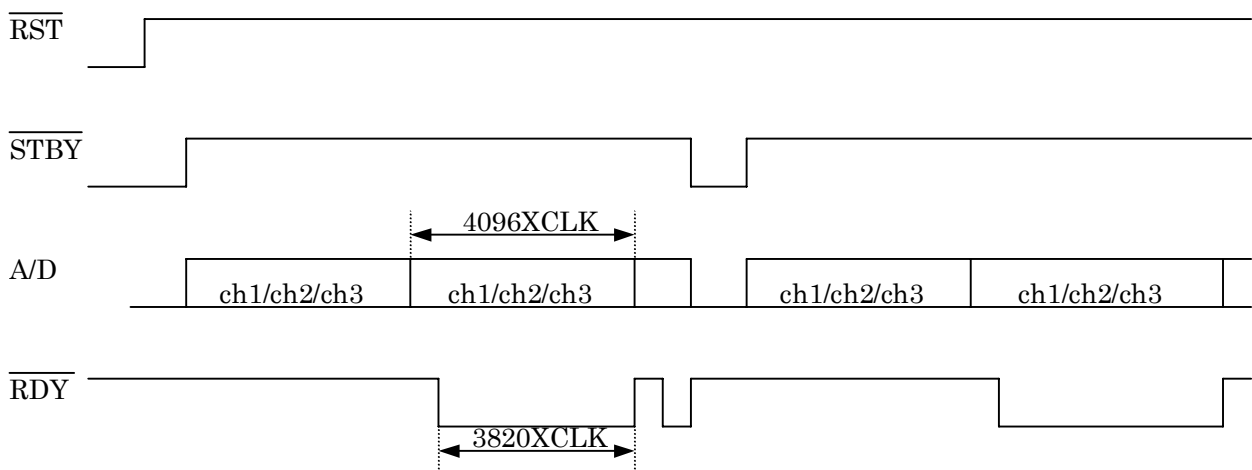 RST
STBY
4096XCLK
A/D
ch1/ch2/ch3 ch1/ch2/ch3 ch1/ch2/ch3 ch1/ch2/ch3
RDY
3820XCLK